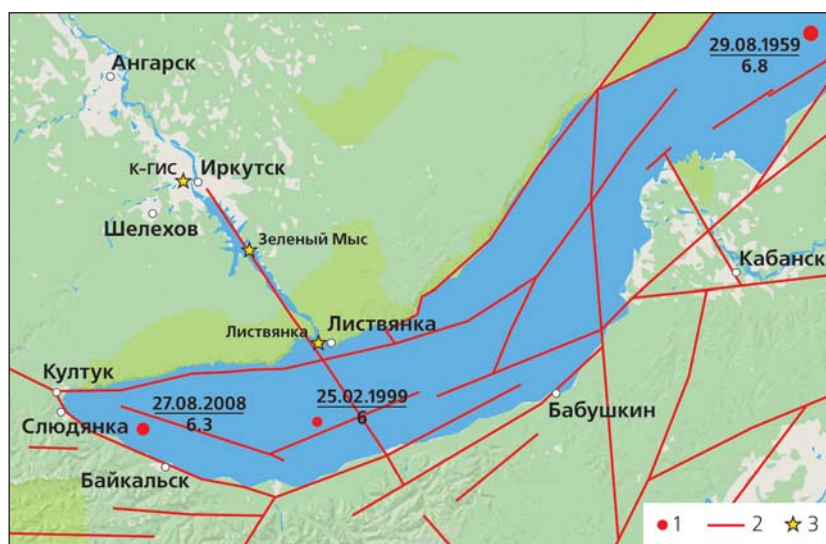 29.08.1959
6.8
Ангарск
к-ГИС
Иркутск
Шелехов
Зеленый Мыс
Кабанск
Листвянка
Листвянка
Култук
27.08.2008
6.3
25.02.1999
6
Слюдянка
Бабушкин
Байкальск
1
2
3